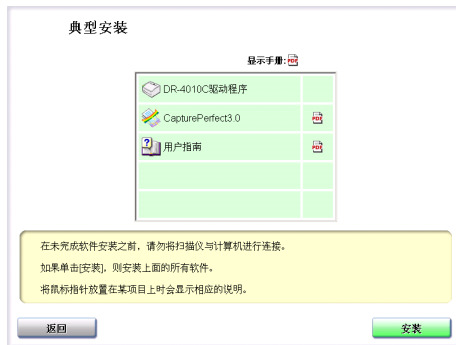 典型安装
显示手册:PDF
DR-4010C驱动程序
CapturePerfect3.0 PDF
用户指南 PDF
在未完成软件安装之前，请勿将扫描仪与计算机进行连接。
如果单击[安装]，则安装上面的所有软件。
将鼠标指针放置在某项目上时会显示相应的说明。
返回 安装